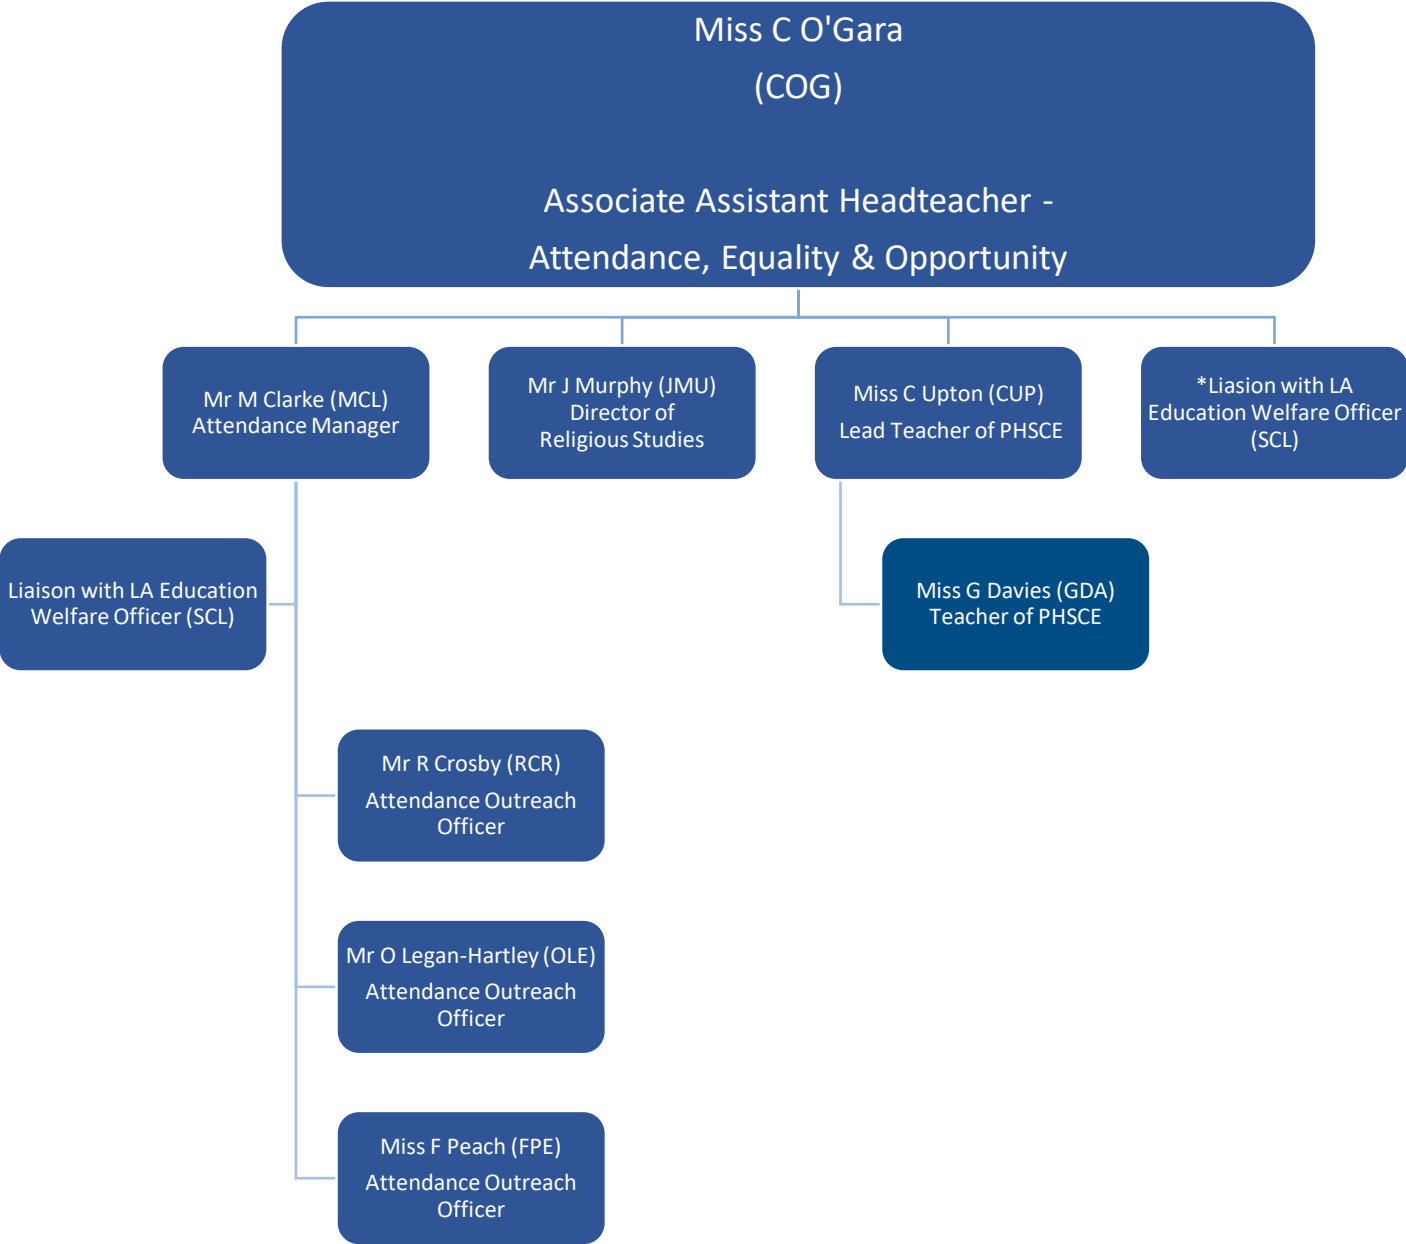 Miss C O'Gara
(COG)
Associate Assistant Headteacher -
Attendance, Equality & Opportunity
Mr M Clarke (MCL)
Attendance Manager
Mr J Murphy (JMU)
Director of
Religious Studies
Miss C Upton (CUP)
Lead Teacher of PHSCE
*Liasion with LA
Education Welfare Officer
(SCL)
Liaison with LA Education
Welfare Officer (SCL)
Miss G Davies (GDA)
Teacher of PHSCE
Mr R Crosby (RCR)
Attendance Outreach
Officer
Mr O Legan-Hartley (OLE)
Attendance Outreach
Officer
Miss F Peach (FPE)
Attendance Outreach
Officer